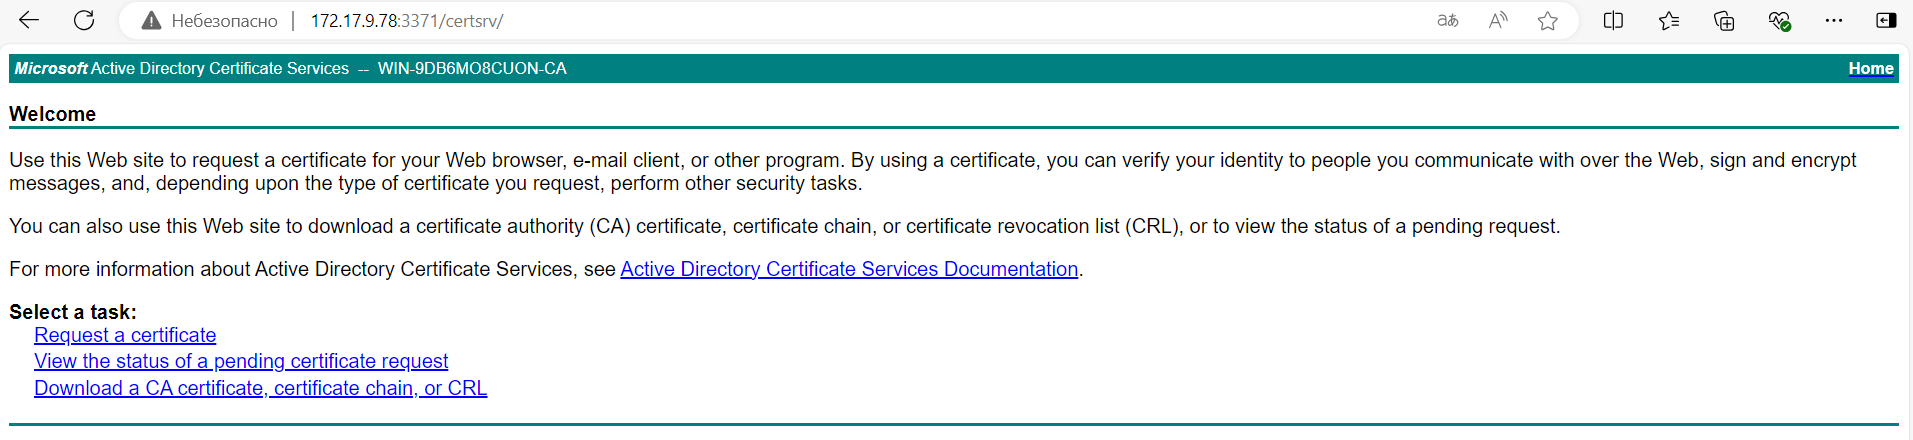 Небезопасно | 172.17.9.78:3371/certsrv/ aあ A
Microsoft Active Directory Certificate Services -- WIN-9DB6MO8CUON-CA Home
Welcome
Use this Web site to request a certificate for your Web browser, e-mail client, or other program. By using a certificate, you can verify your identity to people you communicate with over the Web, sign and encrypt
messages, and, depending upon the type of certificate you request, perform other security tasks.
You can also use this Web site to download a certificate authority (CA) certificate, certificate chain, or certificate revocation list (CRL), or to view the status of a pending request.
For more information about Active Directory Certificate Services, see Active Directory Certificate Services Documentation.
Select a task:
Request a certificate
View the status of a pending certificate request
Download a CA certificate, certificate chain, or CRL